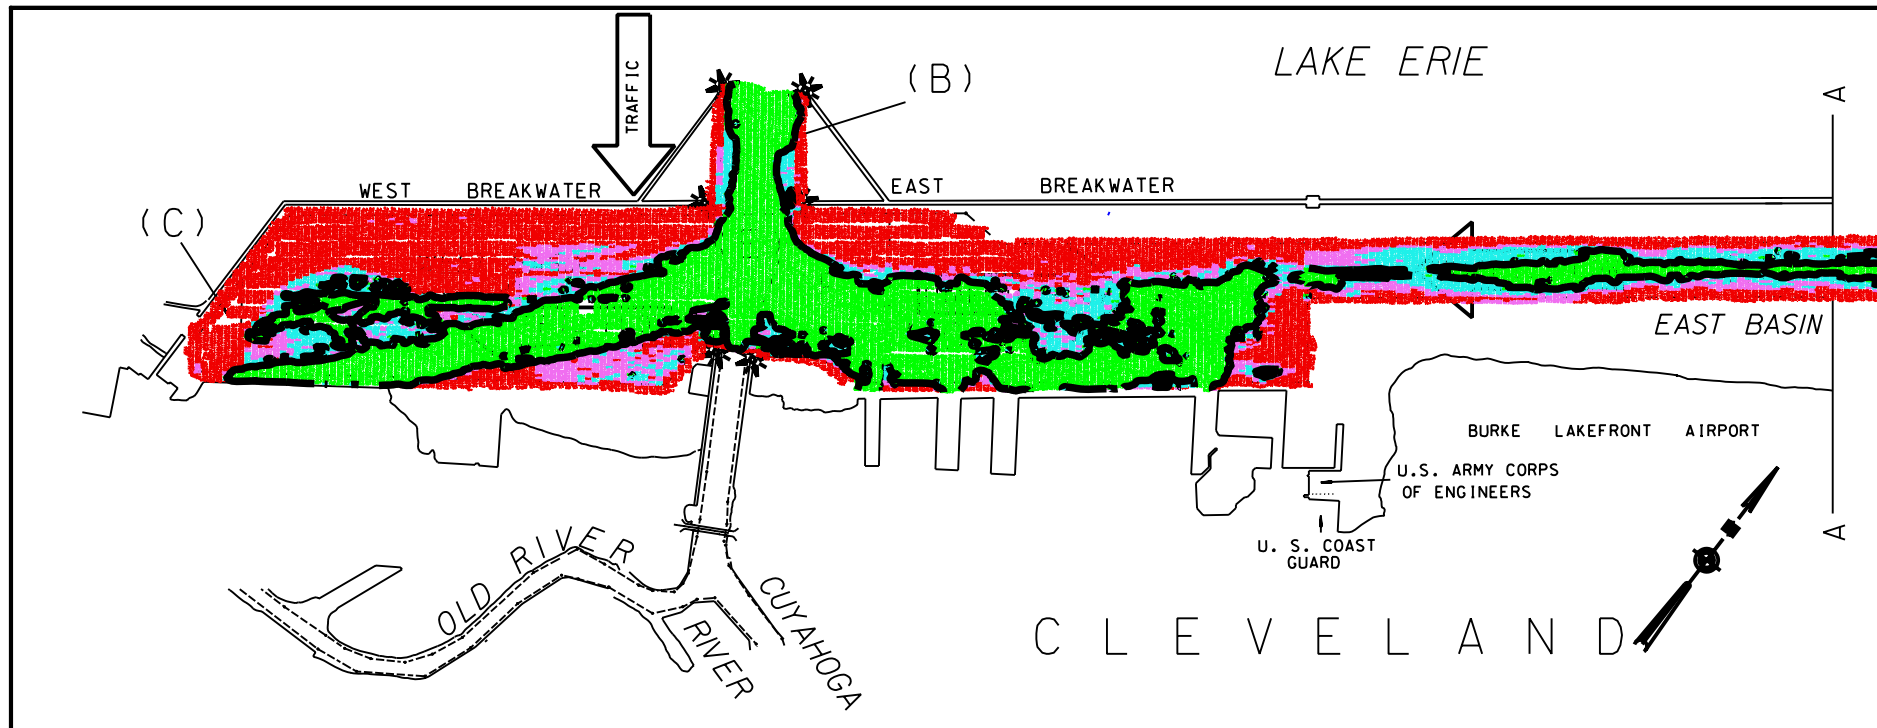 LAKE ERIE
(B)
TRAFFIC
A
WEST BREAKWATER
EAST BREAKWATER
(C)
EAST BASIN
BURKE LAKEFRONT AIRPORT
U.S. ARMY CORPS
OF ENGINEERS
U. S. COAST
GUARD
A
OLD RIVER
CUYAHOGA
RIVER
CLEVELAND